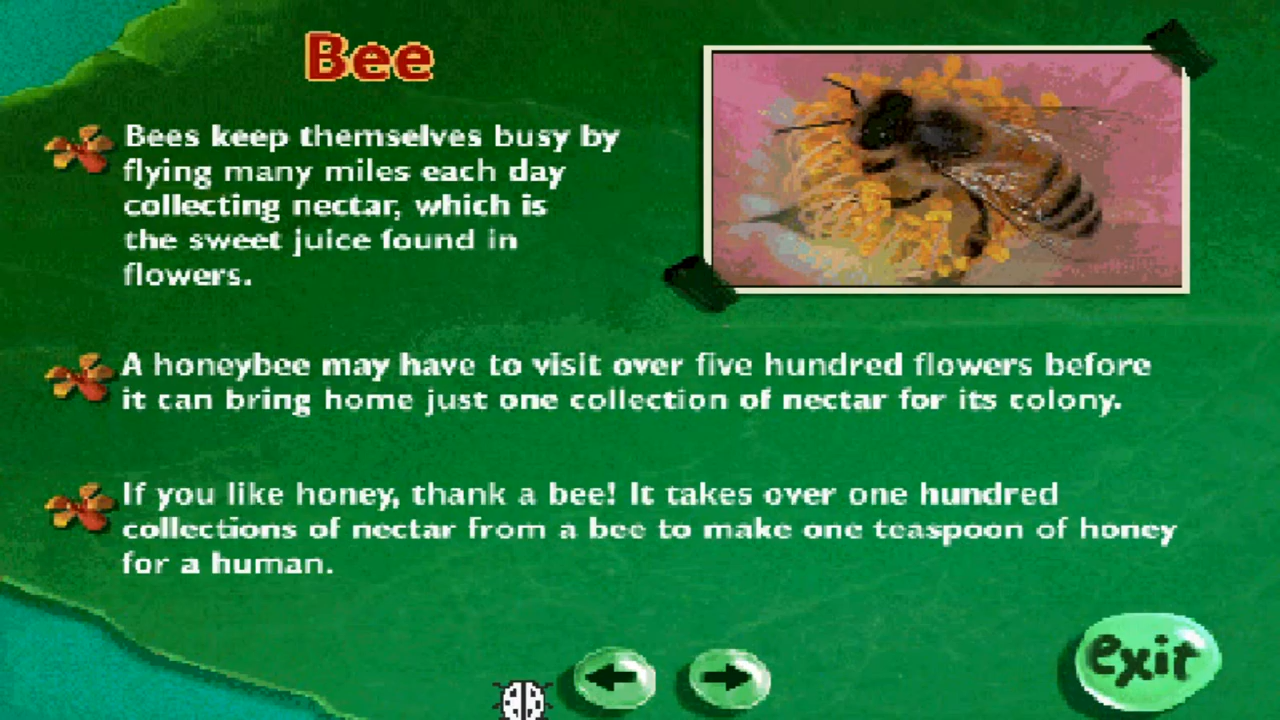 Bee
Bees keep themselves busy by
flying many miles each day
collecting nectar, which is
the sweet juice found in
flowers.
A honeybee may have to visit over five hundred flowers before
it can bring home just one collection of nectar for its colony.
If you like honey, thank a bee! It takes over one hundred
collections of nectar from a bee to make one teaspoon of honey
for a human.
exit